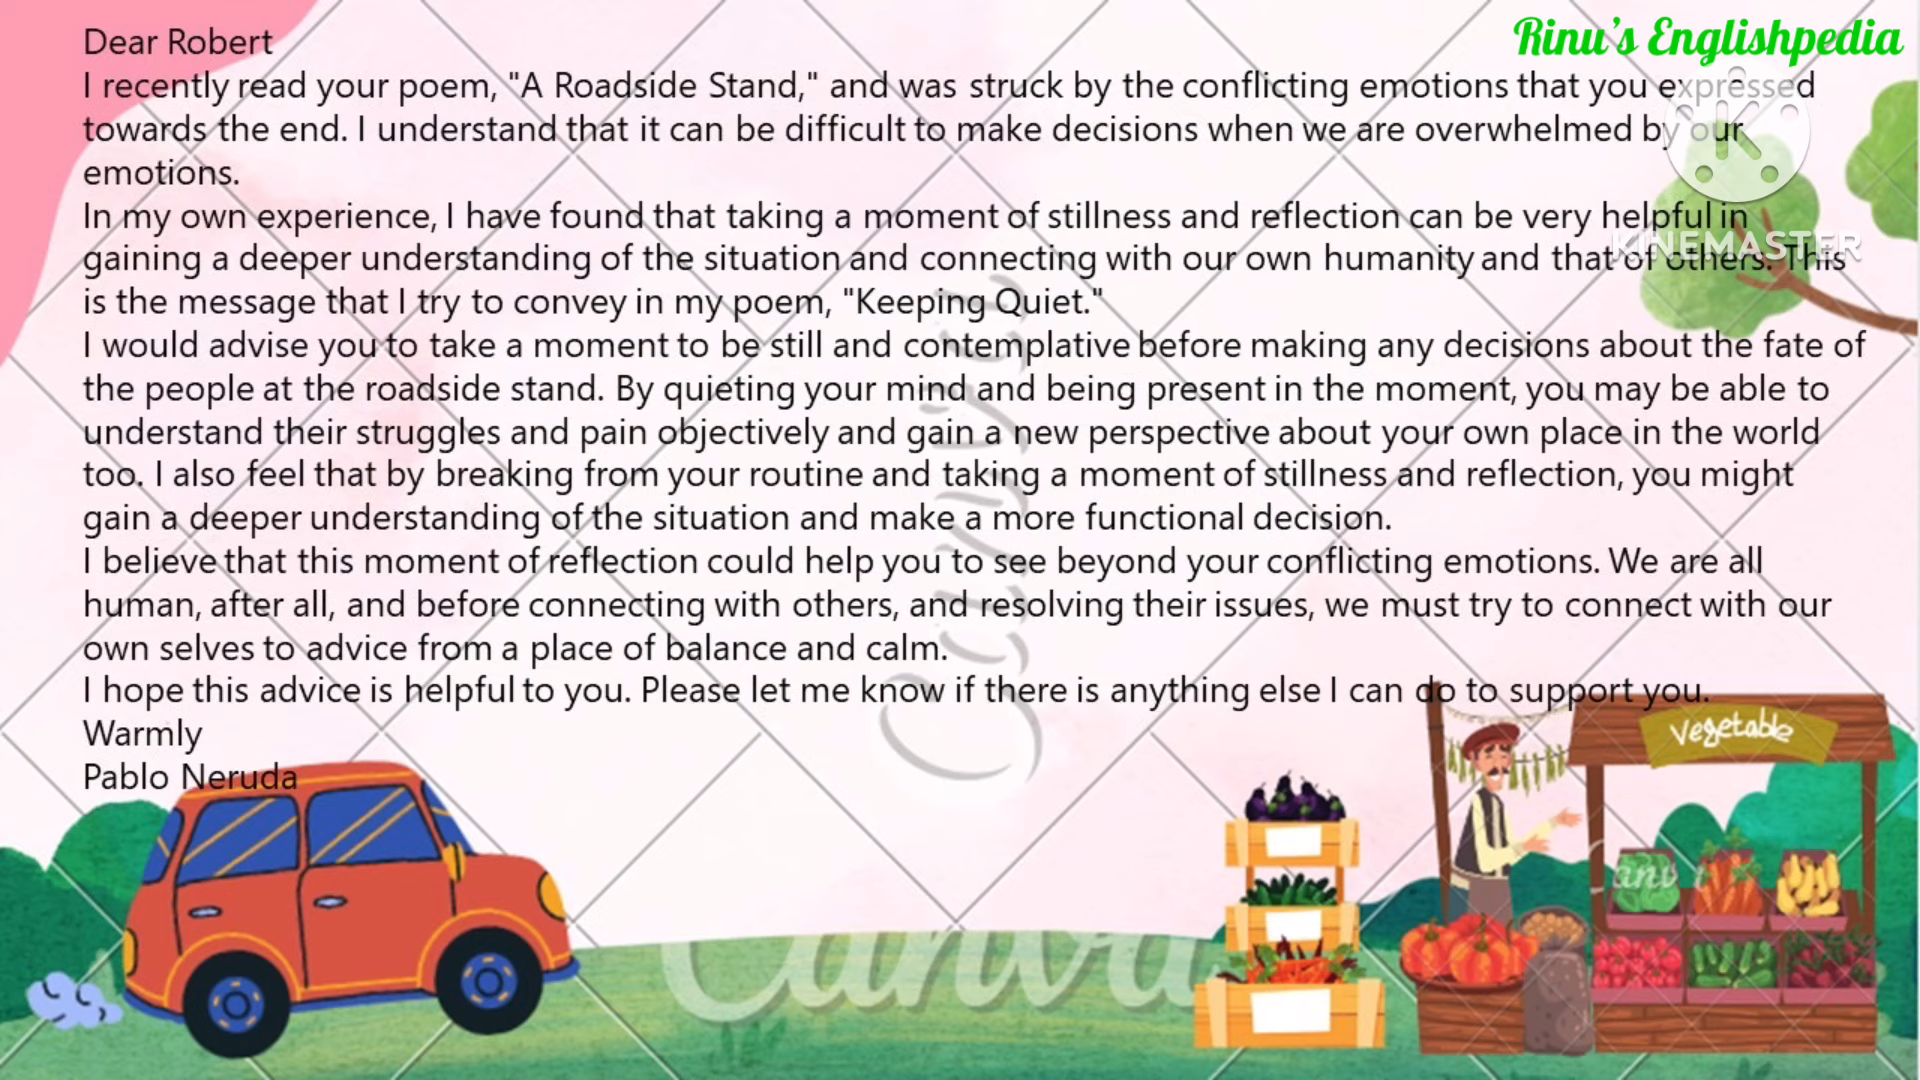 Rinu's Englishpedia
Dear Robert
I recently read your poem, "A Roadside Stand," and was struck by the conflicting emotions that you expressed
towards the end. I understand that it can be difficult to make decisions when we are overwhelmed by our
emotions.
In my own experience, I have found that taking a moment of stillness and reflection can be very helpful in
gaining a deeper understanding of the situation and connecting with our own humanity and that of others. This
is the message that I try to convey in my poem, "Keeping Quiet."
I would advise you to take a moment to be still and contemplative before making any decisions about the fate of
the people at the roadside stand. By quieting your mind and being present in the moment, you may be able to
understand their struggles and pain objectively and gain a new perspective about your own place in the world
too. I also feel that by breaking from your routine and taking a moment of stillness and reflection, you might
gain a deeper understanding of the situation and make a more functional decision.
I believe that this moment of reflection could help you to see beyond your conflicting emotions. We are all
human, after all, and before connecting with others, and resolving their issues, we must try to connect with our
own selves to advice from a place of balance and calm.
I hope this advice is helpful to you. Please let me know if there is anything else I can do to support you.
Warmly
Pablo Neruda
K
KINEMASTER
Vegetable
Canva